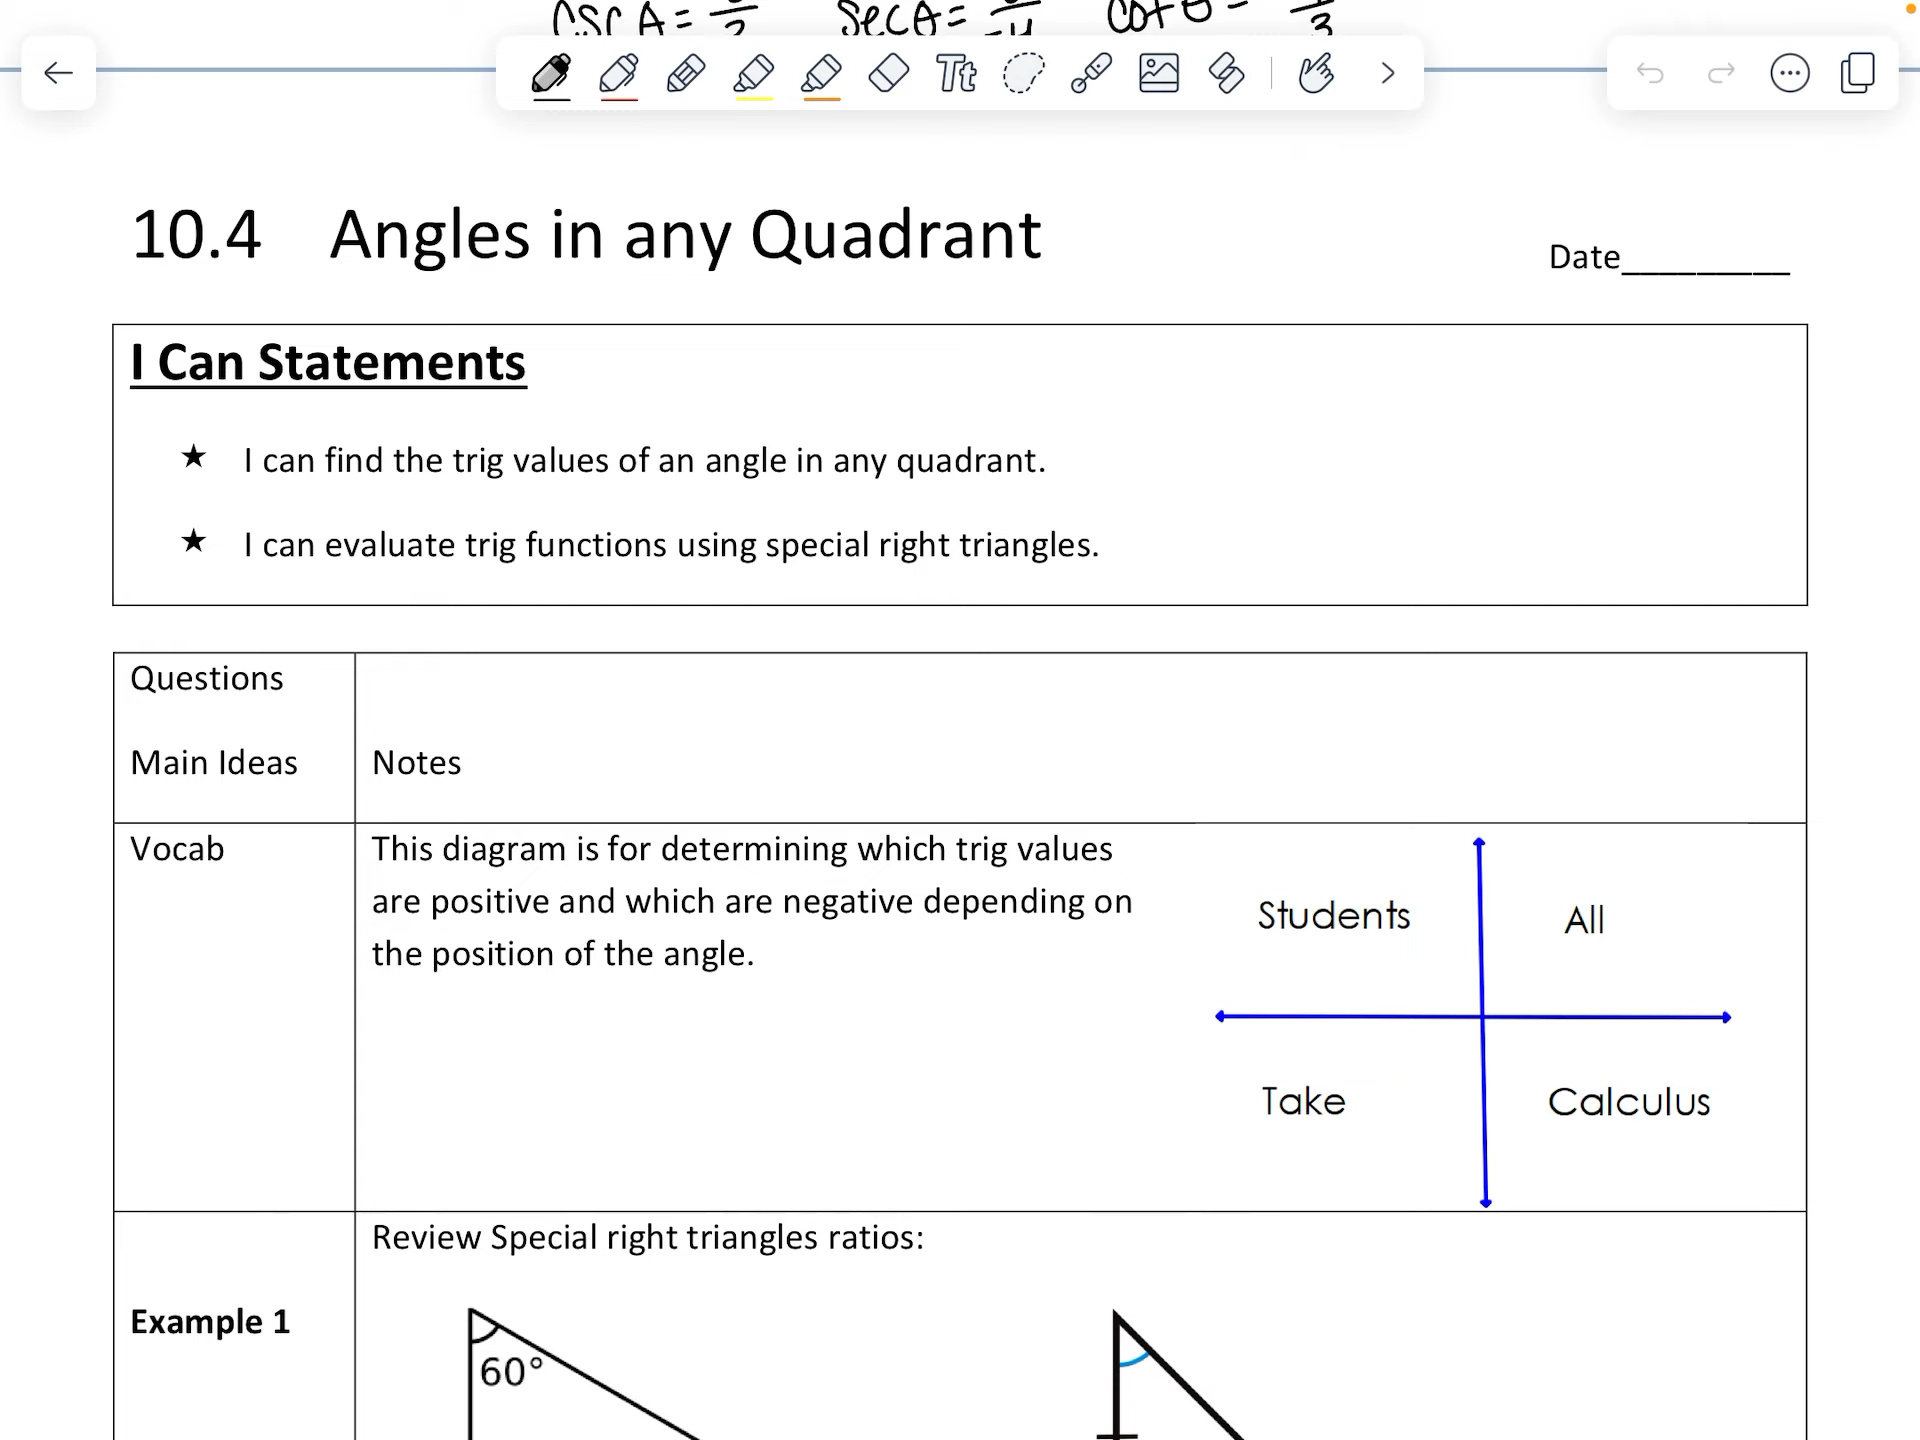 10.4 Angles in any Quadrant
Date_________
I Can Statements
★ I can find the trig values of an angle in any quadrant.
★ I can evaluate trig functions using special right triangles.
Questions
Main Ideas
Notes
Vocab
This diagram is for determining which trig values
are positive and which are negative depending on
the position of the angle.
Students
All
Take
Calculus
Review Special right triangles ratios:
Example 1
60°